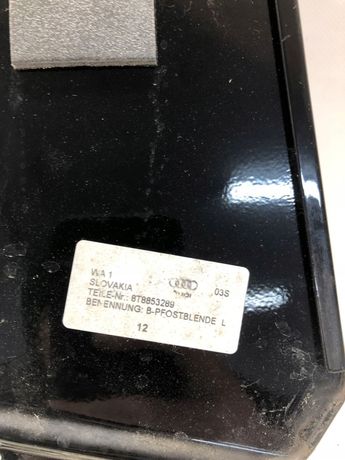 WA 1
SLOVAKIA 03S
TEILE-Nr.: 8T8853289
BENENNUNG: B-PFOSTBLENDE L
12